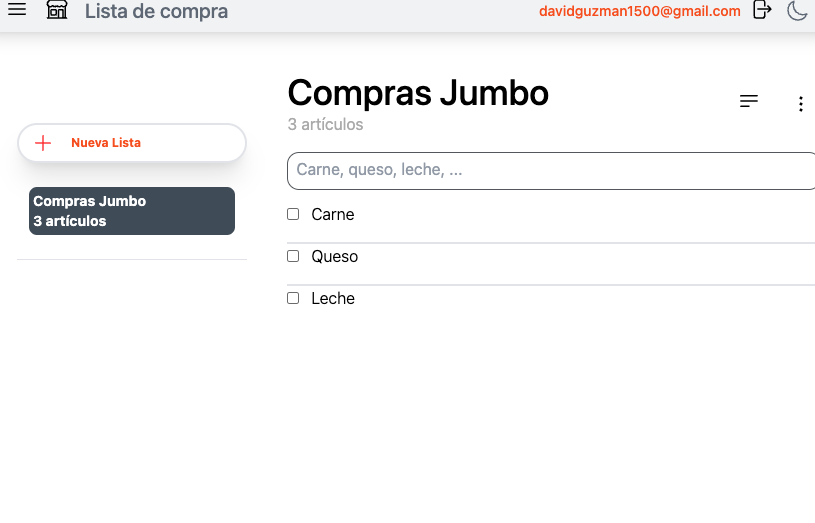 Lista de compra
davidguzman1500@gmail.com
Nueva Lista
Compras Jumbo
3 artículos
Compras Jumbo
3 artículos
Carne, queso, leche, ...
Carne
Queso
Leche